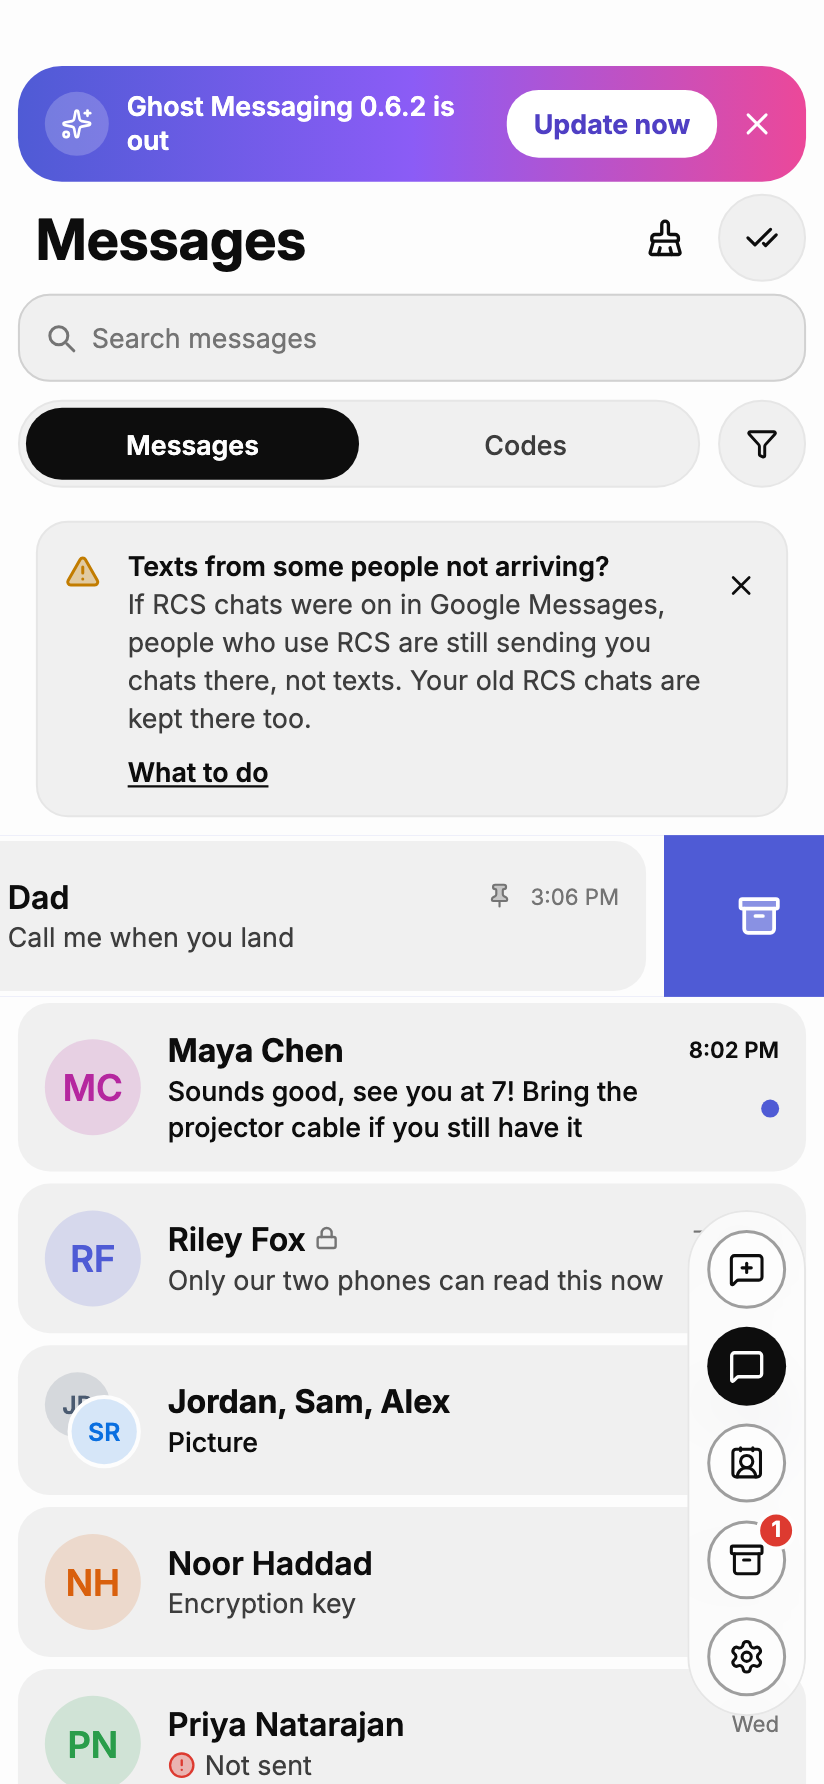 Ghost Messaging 0.6.2 is
out
Update now
Messages
Search messages
Messages
Codes
Texts from some people not arriving?
If RCS chats were on in Google Messages,
people who use RCS are still sending you
chats there, not texts. Your old RCS chats are
kept there too.
What to do
Dad
3:06 PM
Call me when you land
MC
Maya Chen
8:02 PM
Sounds good, see you at 7! Bring the
projector cable if you still have it
RF
Riley Fox
Only our two phones can read this now
SR
Jordan, Sam, Alex
Picture
NH
Noor Haddad
1
Encryption key
PN
Priya Natarajan
Wed
Not sent